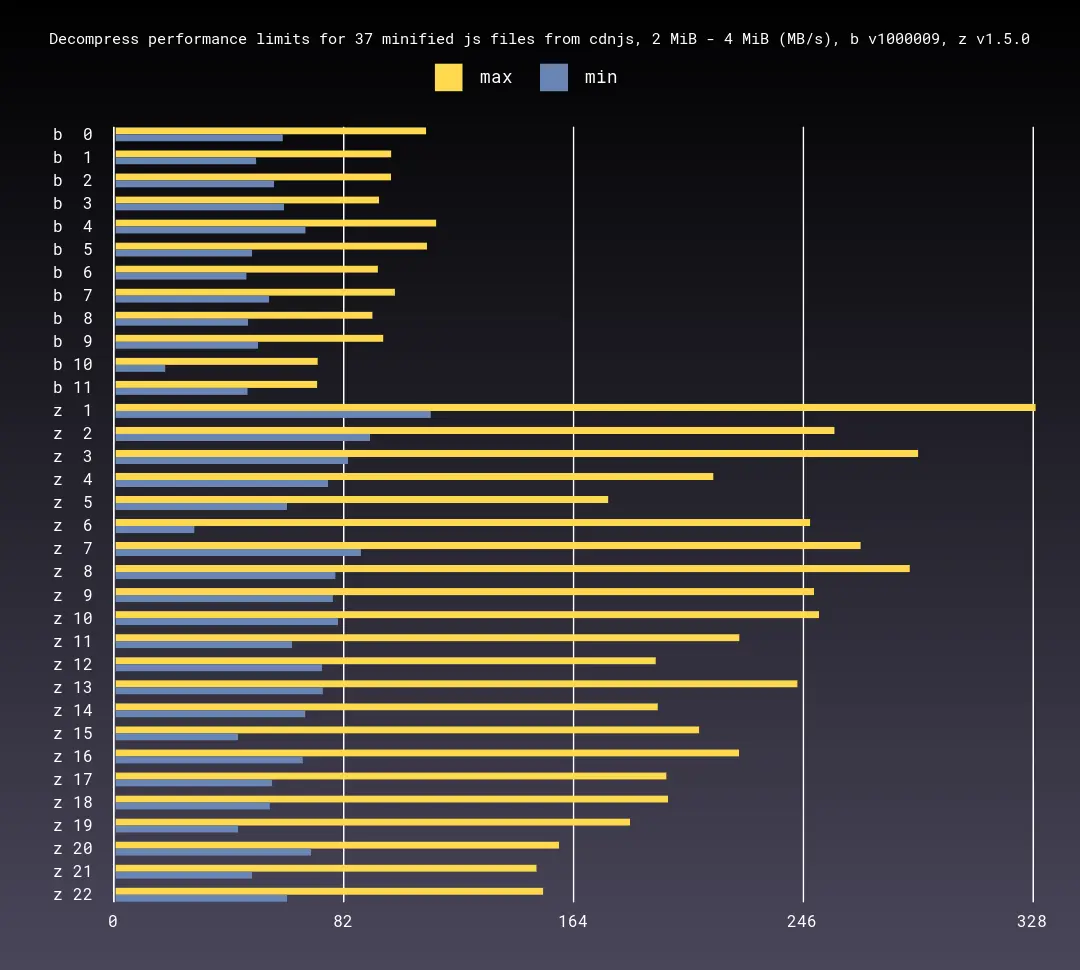 Decompress performance limits for 37 minified js files from cdnjs, 2 MiB - 4 MiB (MB/s), b v1000009, z v1.5.0
max min
b 0
b 1
b 2
b 3
b 4
b 5
b 6
b 7
b 8
b 9
b 10
b 11
z 1
z 2
z 3
z 4
z 5
z 6
z 7
z 8
z 9
z 10
z 11
z 12
z 13
z 14
z 15
z 16
z 17
z 18
z 19
z 20
z 21
z 22
0 82 164 246 328